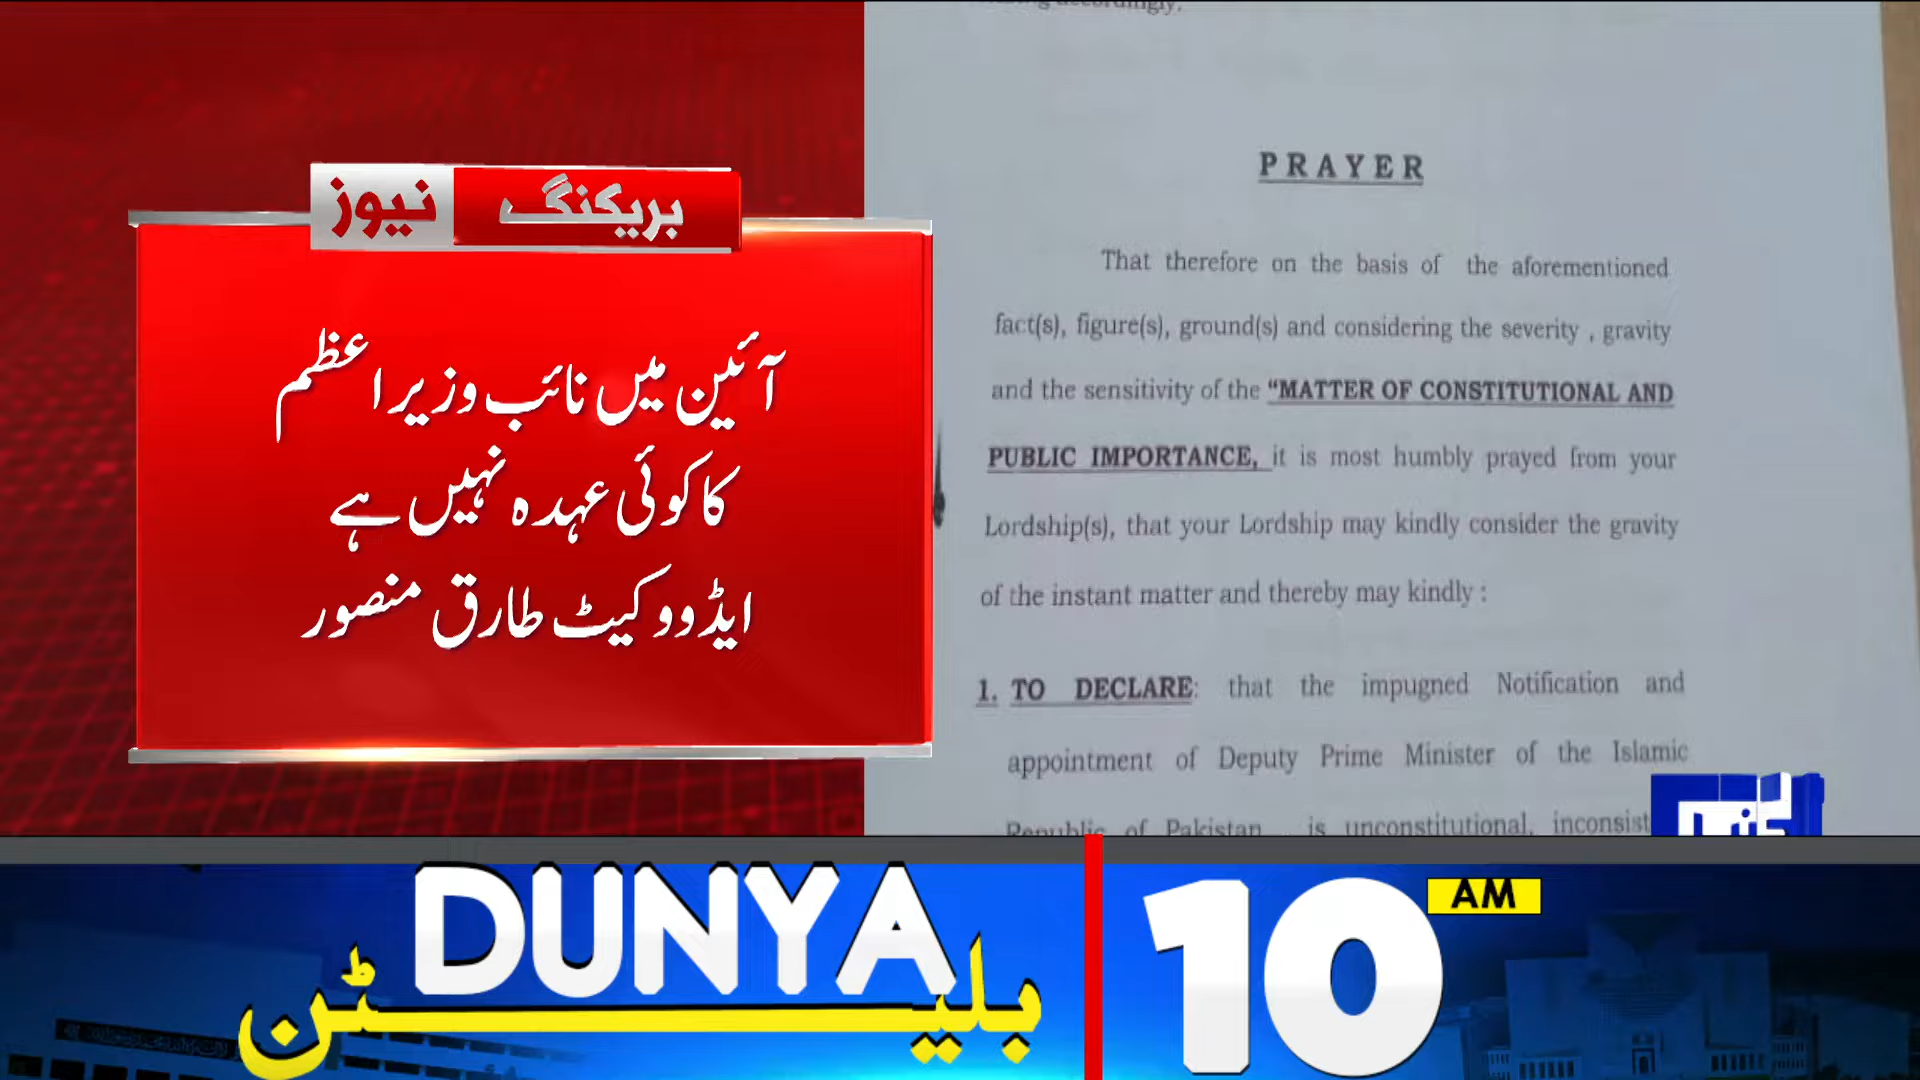 بریکنگ نیوز
آئین میں نائب وزیراعظم
کا کوئی عہدہ نہیں ہے
ایڈووکیٹ طارق منصور
accordingly.
PRAYER
That therefore on the basis of the aforementioned
fact(s), figure(s), ground(s) and considering the severity , gravity
and the sensitivity of the “MATTER OF CONSTITUTIONAL AND
PUBLIC IMPORTANCE, it is most humbly prayed from your
Lordship(s), that your Lordship may kindly consider the gravity
of the instant matter and thereby may kindly :
1. TO DECLARE: that the impugned Notification and
appointment of Deputy Prime Minister of the Islamic
Republic of Pakistan is unconstitutional,
DUNYA
بلیٹن
10 AM